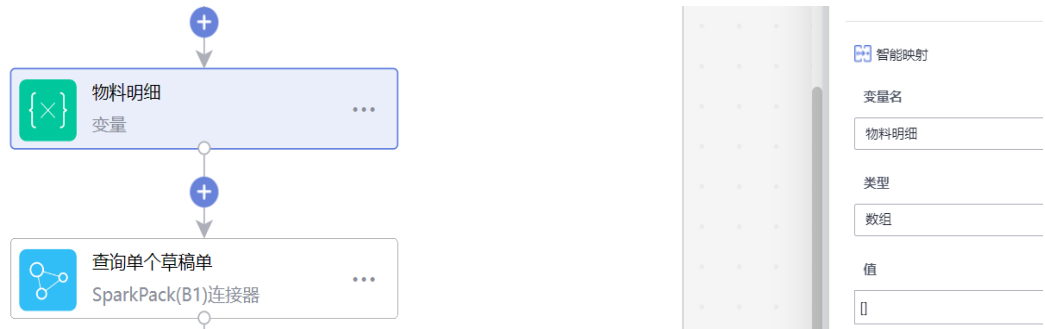 物料明细
变量
查询单个草稿单
SparkPack(B1)连接器
智能映射
变量名
物料明细
类型
数组
值
[]